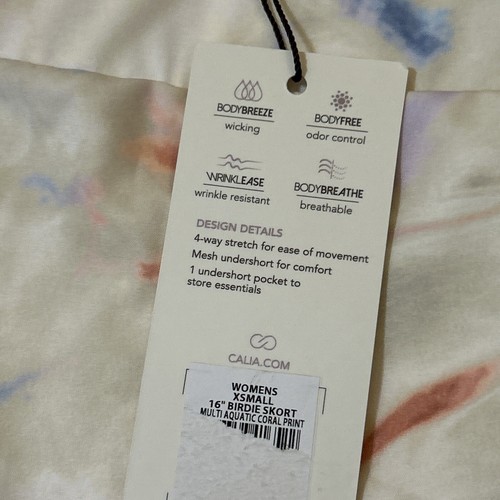 BODYBREEZE
wicking
BODYFREE
odor control
WRINKLEASE
wrinkle resistant
BODYBREATHE
breathable
DESIGN DETAILS
4-way stretch for ease of movement
Mesh undershort for comfort
1 undershort pocket to
store essentials
CALIA.COM
WOMENS
XSMALL
16" BIRDIE SKORT
MULTI AQUATIC CORAL PRINT